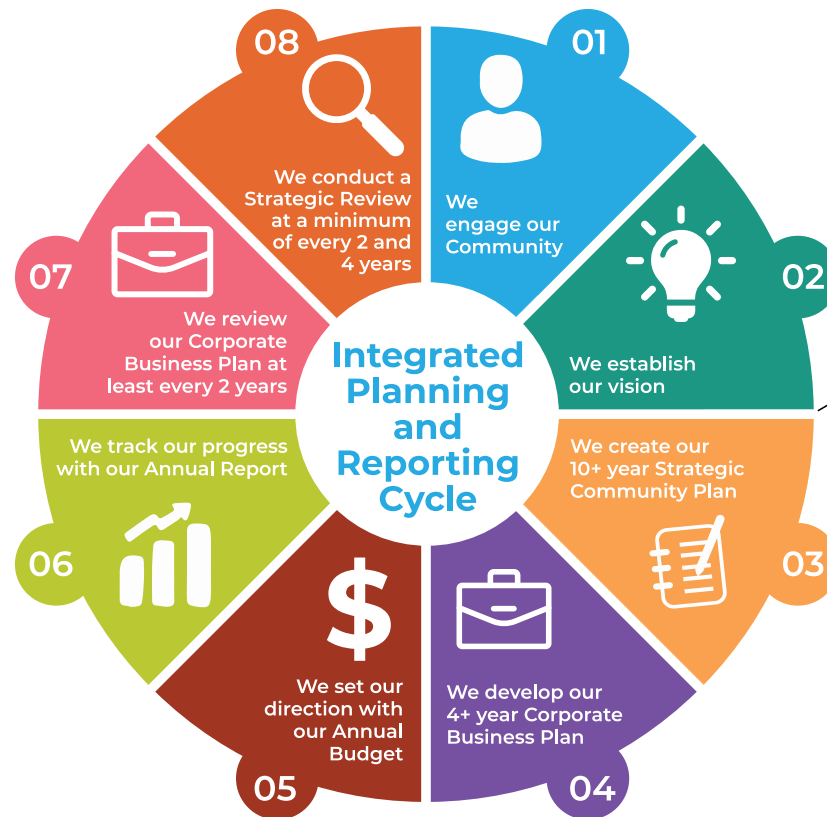 Integrated
Planning
and
Reporting
Cycle
01
We
engage our
Community
02
We establish
our vision
03
We create our
10+ year Strategic
Community Plan
04
We develop our
4+ year Corporate
Business Plan
05
We set our
direction with
our Annual
Budget
06
We track our progress
with our Annual Report
07
We review
our Corporate
Business Plan at
least every 2 years
08
We conduct a
Strategic Review
at a minimum
of every 2 and
4 years
$